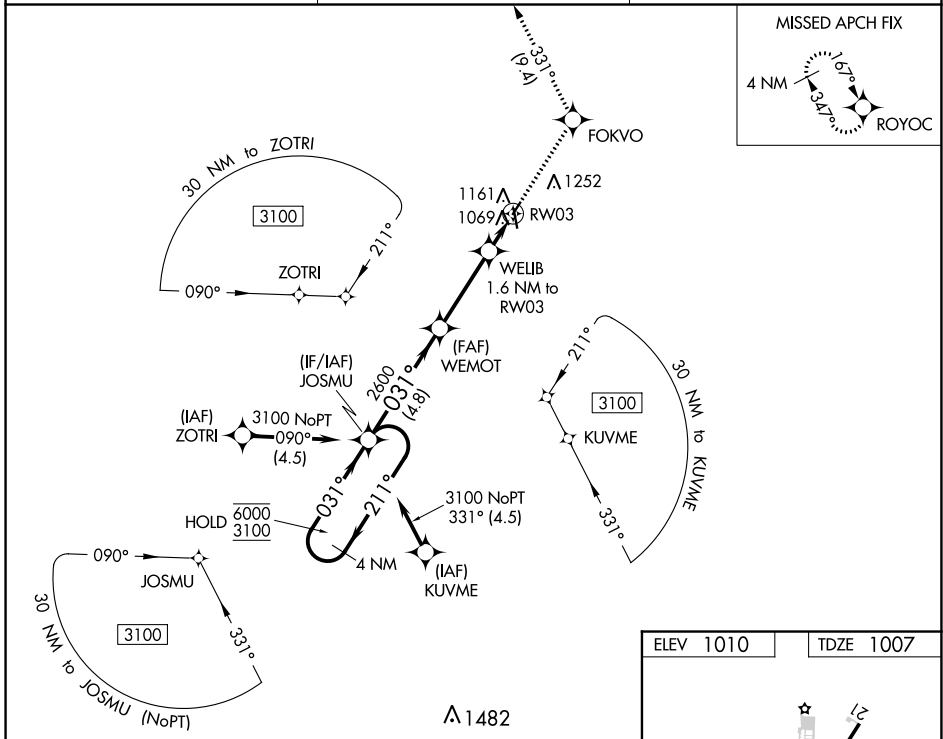 MISSED APCH FIX
4 NM
167°
347°
ROYOC
331°
(9.4)
FOKVO
30 NM to ZOTRI
3100
211°
ZOTRI
090°
1161
1252
1069
RW03
WELIB
1.6 NM to
RW03
(FAF)
WEMOT
(IF/IAF)
JOSMU
2600
031°
(4.8)
(IAF)
ZOTRI
3100 NoPT
090°
(4.5)
211°
3100
30 NM to KUVME
KUVME
331°
031°
211°
HOLD
6000
3100
4 NM
3100 NoPT
331° (4.5)
(IAF)
KUVME
090°
JOSMU
3100
331°
30 NM to JOSMU (NoPT)
1482
ELEV 1010
TDZE 1007
21